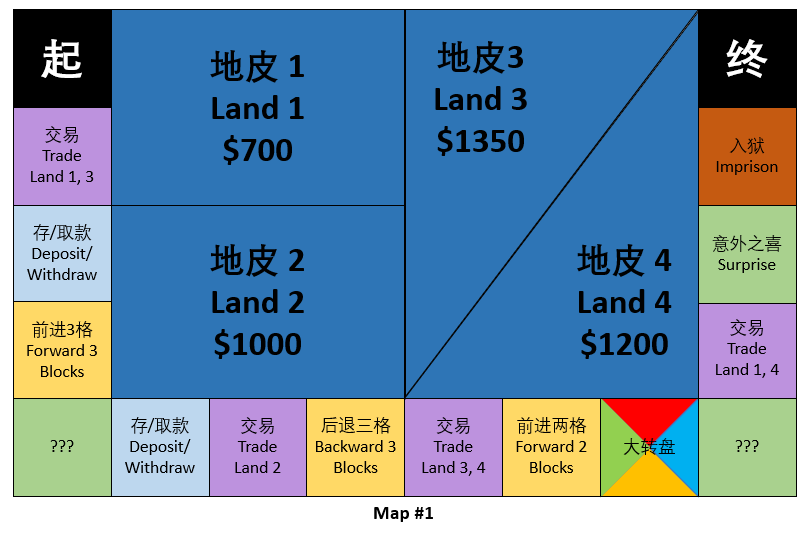 起
地皮 1
Land 1
$700
地皮3
Land 3
$1350
终
交易
Trade
Land 1, 3
入狱
Imprison
存/取款
Deposit/
Withdraw
地皮 2
Land 2
$1000
地皮 4
Land 4
$1200
意外之喜
Surprise
前进3格
Forward 3
Blocks
交易
Trade
Land 1, 4
???
存/取款
Deposit/
Withdraw
交易
Trade
Land 2
后退三格
Backward 3
Blocks
交易
Trade
Land 3, 4
前进两格
Forward 2
Blocks
大转盘
???
Map #1